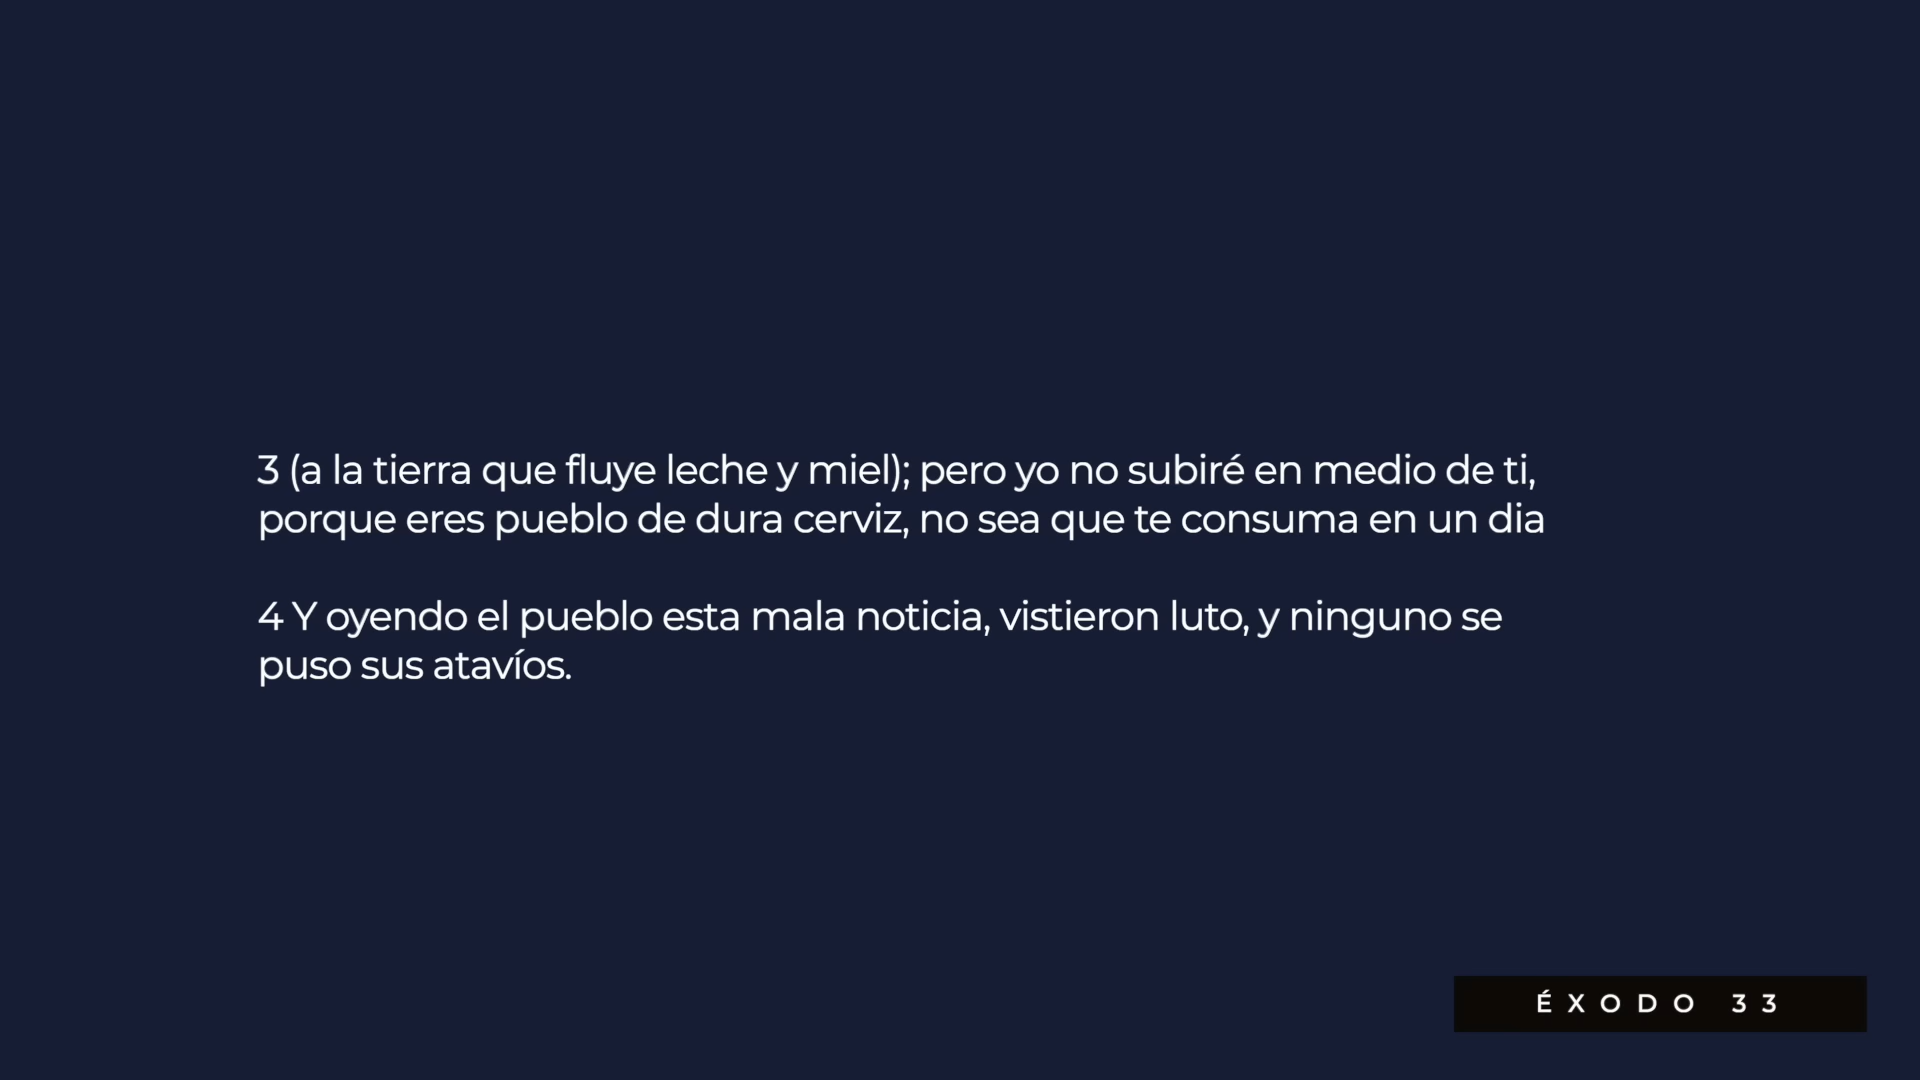 3 (a la tierra que fluye leche y miel); pero yo no subiré en medio de ti,
porque eres pueblo de dura cerviz, no sea que te consuma en un dia
4 Y oyendo el pueblo esta mala noticia, vistieron luto, y ninguno se
puso sus atavíos.
ÉXODO 33